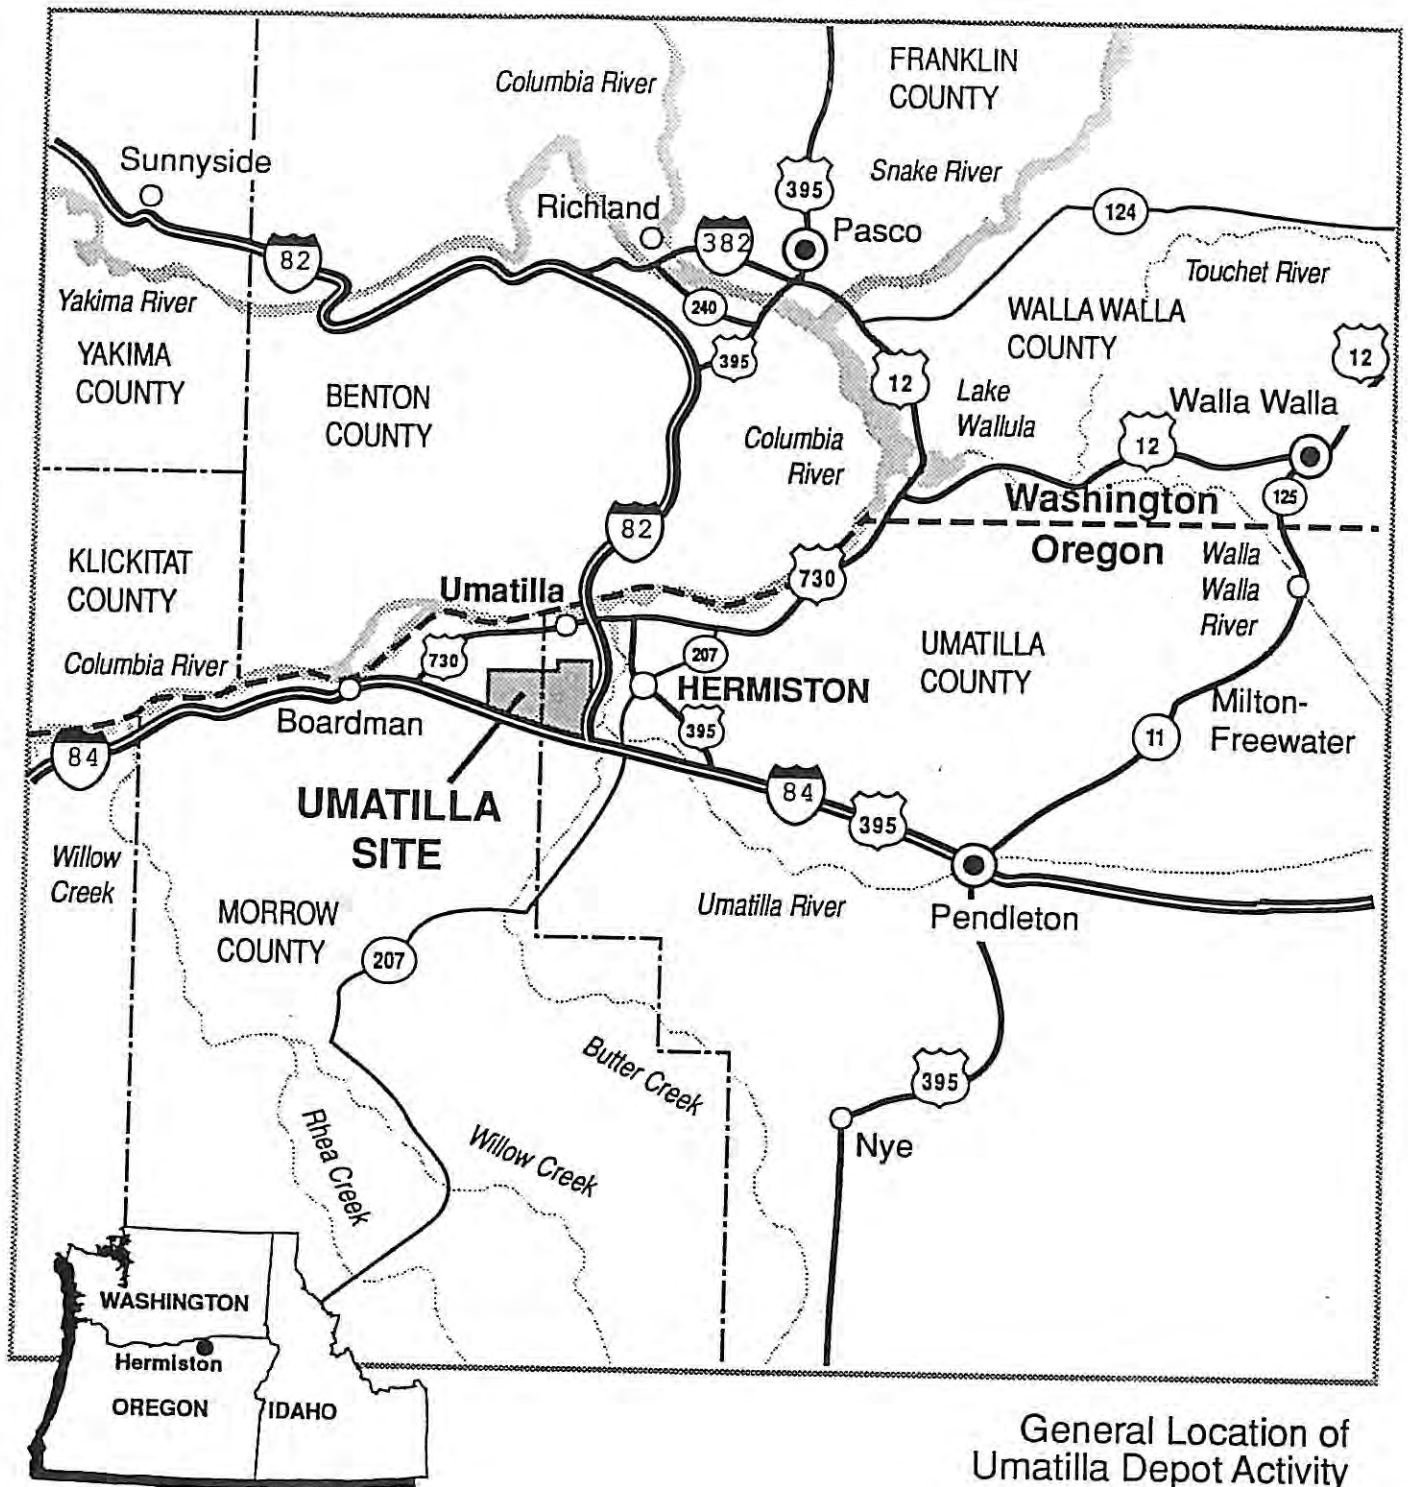 FRANKLIN
COUNTY
Columbia River
Sunnyside
395
Snake River
Richland
382
Pasco
124
82
Touchet River
Yakima River
240
WALLA WALLA
COUNTY
YAKIMA
COUNTY
395
12
12
BENTON
COUNTY
Lake
Wallula
Walla Walla
Columbia
River
12
82
Washington
125
Oregon
KLICKITAT
COUNTY
Umatilla
730
Walla
Walla
River
Columbia River
730
207
UMATILLA
COUNTY
HERMISTON
Boardman
395
Milton-
Freewater
84
11
84
395
UMATILLA
SITE
Willow
Creek
Umatilla River
Pendleton
MORROW
COUNTY
207
Butter Creek
395
Rhea Creek
Willow Creek
Nye
WASHINGTON
Hermiston
OREGON
IDAHO
General Location of
Umatilla Depot Activity